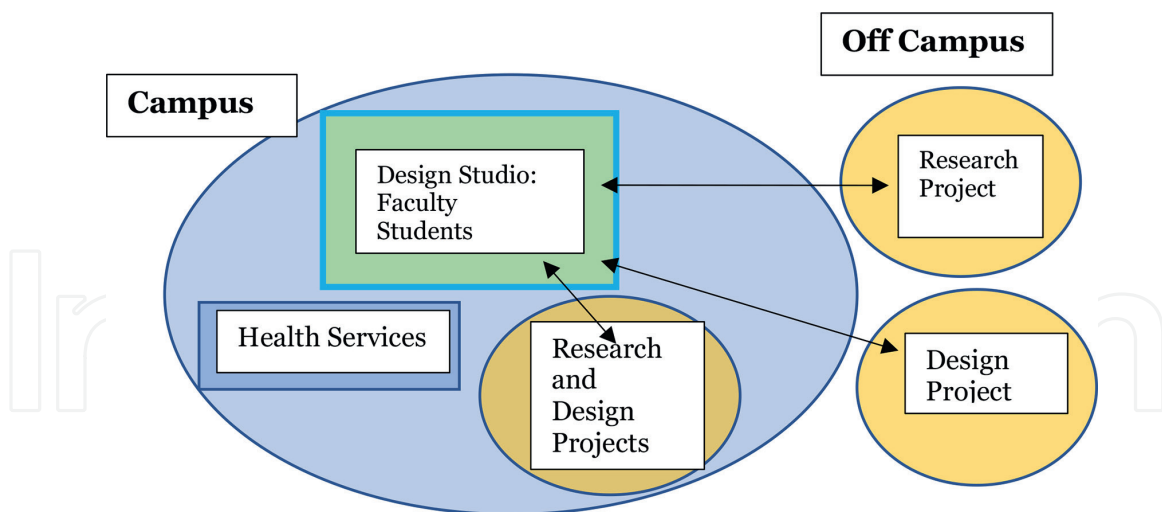 Off Campus
Campus
Design Studio:
Faculty
Students
Research
Project
Health Services
Research
and
Design
Projects
Design
Project